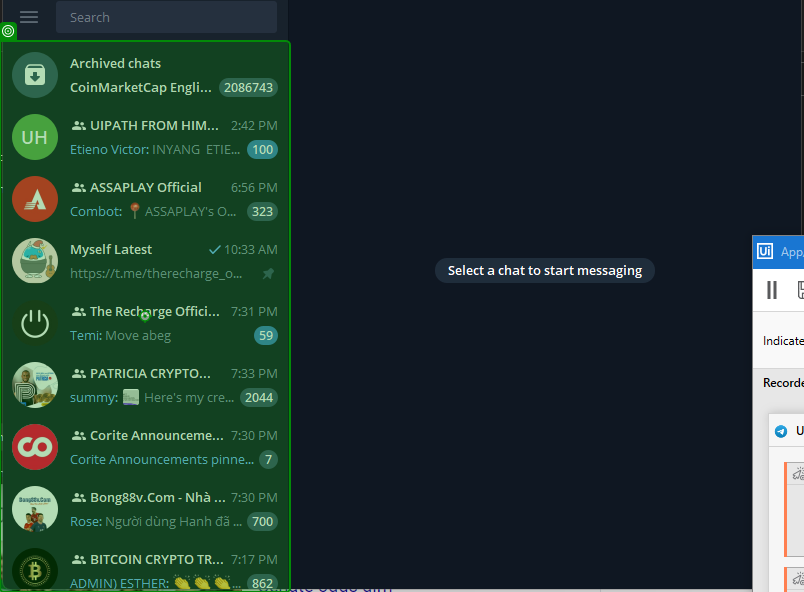 Search
Archived chats
CoinMarketCap Engli... 2086743
UH
UIPATH FROM HIM... 2:42 PM
Etieno Victor: INYANG ETIE... 100
ASSAPLAY Official 6:56 PM
Combot: 📍 ASSAPLAY's O... 323
Myself Latest 10:33 AM
https://t.me/therecharge_o...
The Recharge Offici... 7:31 PM
Temi: Move abeg 59
PATRICIA CRYPTO... 7:33 PM
summy: Here's my cre... 2044
Corite Announceme... 7:30 PM
Corite Announcements pinne... 7
Bong88v.Com
Bong88v.Com - Nhà ... 7:30 PM
Rose: Người dùng Hanh đã ... 700
BITCOIN CRYPTO TR... 7:17 PM
ADMIN) ESTHER: 👏👏👏... 862
Select a chat to start messaging
Ui App/
Indicate
Recorde
U